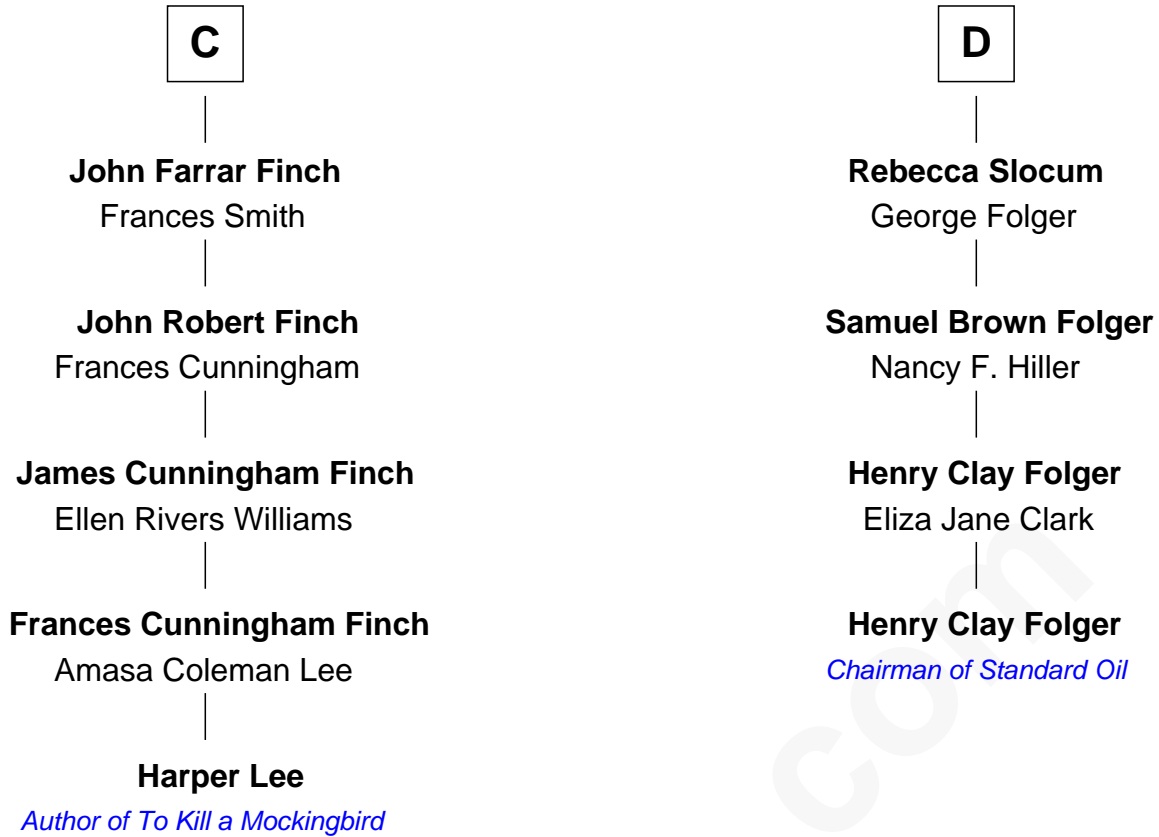 C
John Farrar Finch
Frances Smith
John Robert Finch
Frances Cunningham
James Cunningham Finch
Ellen Rivers Williams
Frances Cunningham Finch
Amasa Coleman Lee
Harper Lee
Author of To Kill a Mockingbird
D
Rebecca Slocum
George Folger
Samuel Brown Folger
Nancy F. Hiller
Henry Clay Folger
Eliza Jane Clark
Henry Clay Folger
Chairman of Standard Oil
com